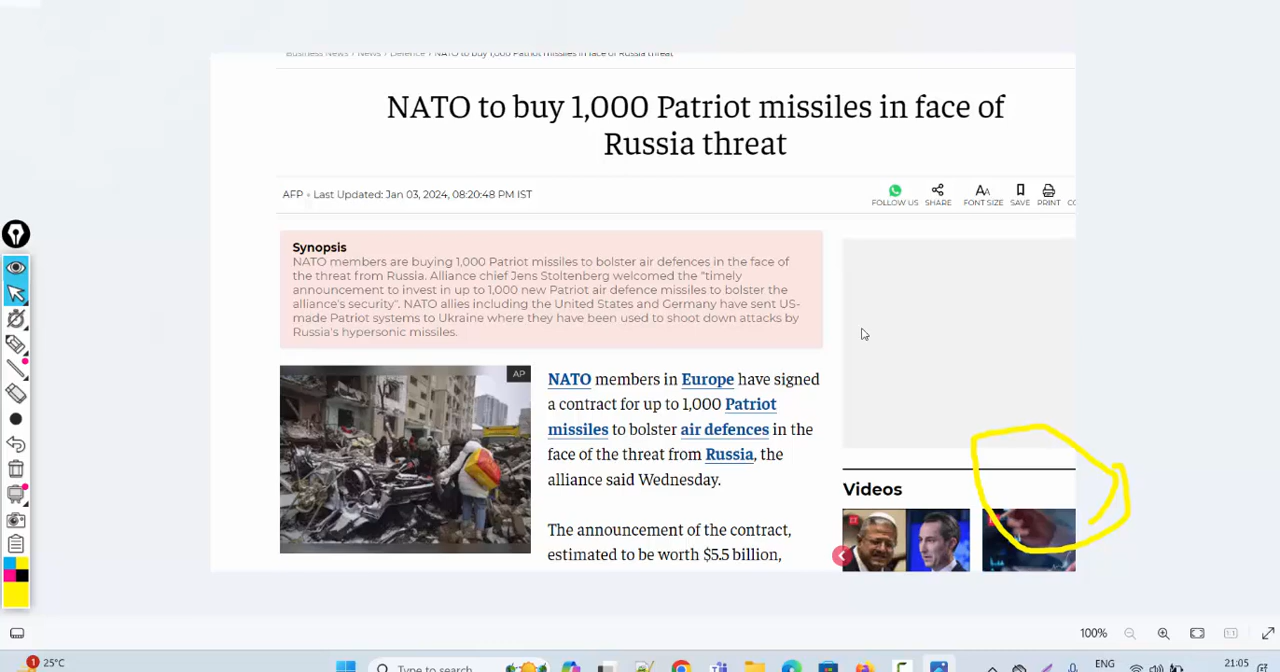 Business News / News / Defence / NATO to buy 1,000 Patriot missiles in face of Russia threat
NATO to buy 1,000 Patriot missiles in face of
Russia threat
AFP • Last Updated: Jan 03, 2024, 08:20:48 PM IST
FOLLOW US SHARE FONT SIZE SAVE PRINT CO
Synopsis
NATO members are buying 1,000 Patriot missiles to bolster air defences in the face of
the threat from Russia. Alliance chief Jens Stoltenberg welcomed the "timely
announcement to invest in up to 1,000 new Patriot air defence missiles to bolster the
alliance's security". NATO allies including the United States and Germany have sent US-
made Patriot systems to Ukraine where they have been used to shoot down attacks by
Russia's hypersonic missiles.
AP
NATO members in Europe have signed
a contract for up to 1,000 Patriot
missiles to bolster air defences in the
face of the threat from Russia, the
alliance said Wednesday.
The announcement of the contract,
estimated to be worth $5.5 billion,
Videos
ET
100%
1:1
1
25°C
Type to search
ENG
21:05